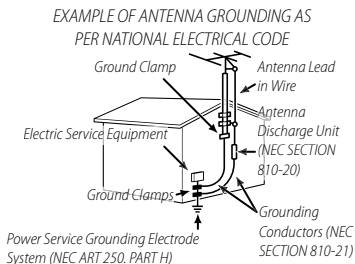 EXAMPLE OF ANTENNA GROUNDING AS
PER NATIONAL ELECTRICAL CODE
Ground Clamp
Antenna Lead
in Wire
Antenna
Discharge Unit
(NEC SECTION
810-20)
Electric Service Equipment
Ground Clamps
Grounding
Conductors (NEC
SECTION 810-21)
Power Service Grounding Electrode
System (NEC ART 250. PART H)